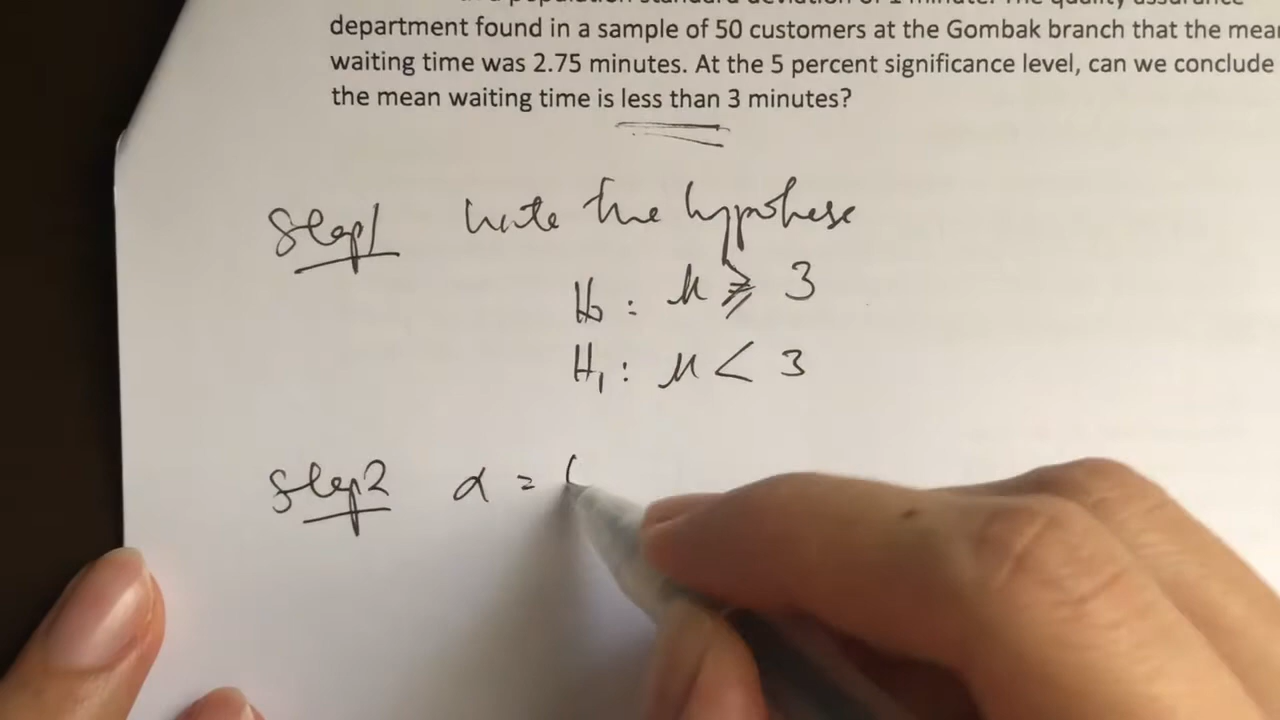 department found in a sample of 50 customers at the Gombak branch that the mean
waiting time was 2.75 minutes. At the 5 percent significance level, can we conclude
the mean waiting time is less than 3 minutes?
Step1 Write the hypothese
H₀ : μ ≥ 3
H₁ : μ < 3
Step2 α =